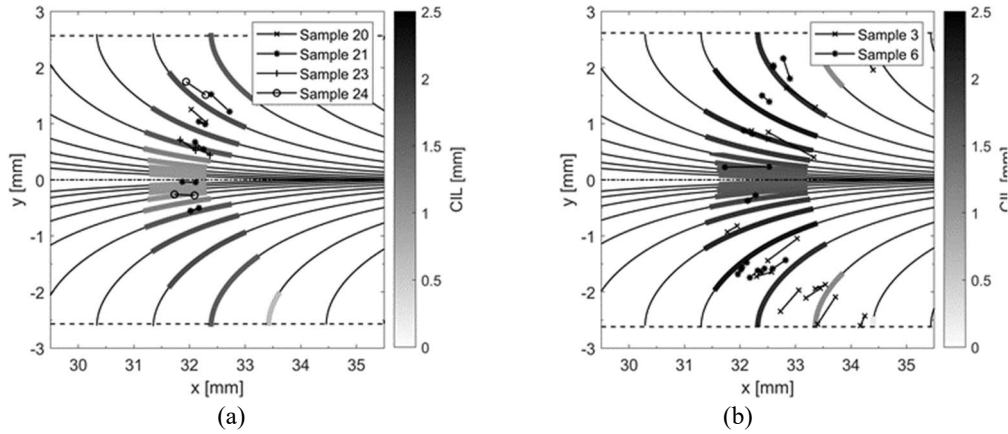 3
2
1
0
-1
-2
-3
y [mm]
30 31 32 33 34 35
x [mm]
Sample 20
Sample 21
Sample 23
Sample 24
2.5
2
1.5
1
0.5
0
CIL [mm]
(a)
3
2
1
0
-1
-2
-3
y [mm]
30 31 32 33 34 35
x [mm]
Sample 3
Sample 6
2.5
2
1.5
1
0.5
0
CIL [mm]
(b)